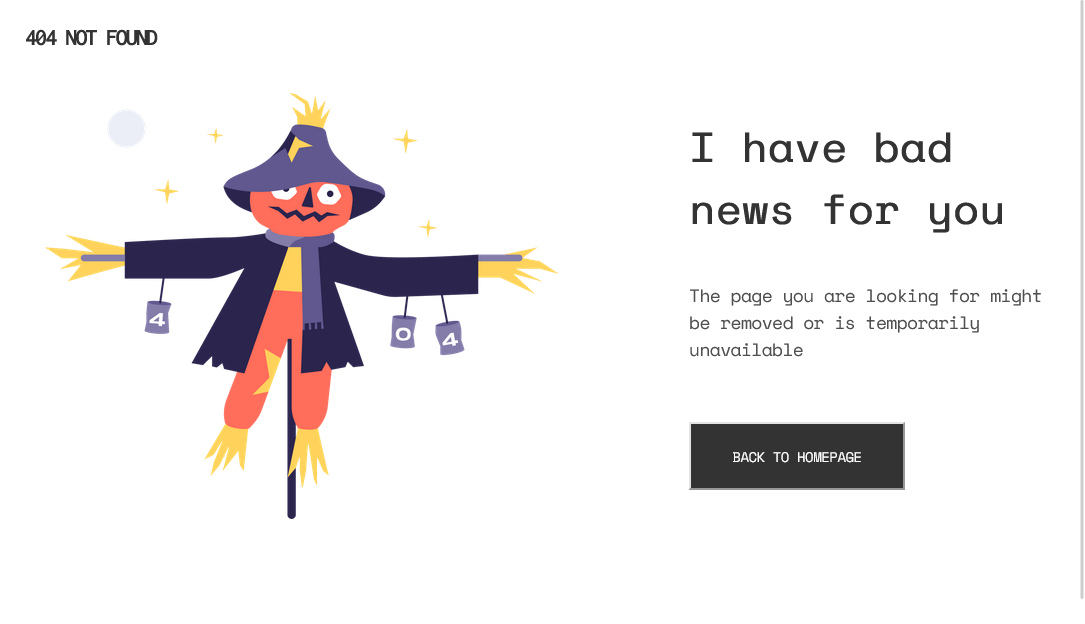 404 NOT FOUND
I have bad
news for you
4
0
4
The page you are looking for might
be removed or is temporarily
unavailable
BACK TO HOMEPAGE